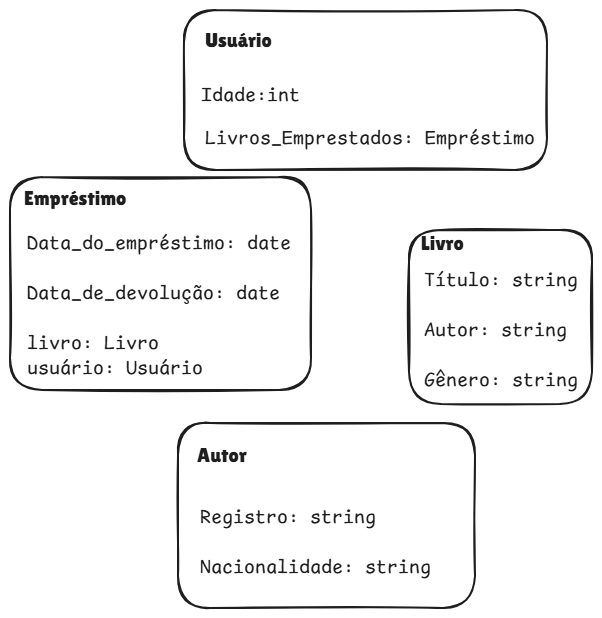 Usuário
Idade:int
Livros_Emprestados: Empréstimo
Empréstimo
Data_do_empréstimo: date
Data_de_devolução: date
livro: Livro
usuário: Usuário
Livro
Título: string
Autor: string
Gênero: string
Autor
Registro: string
Nacionalidade: string